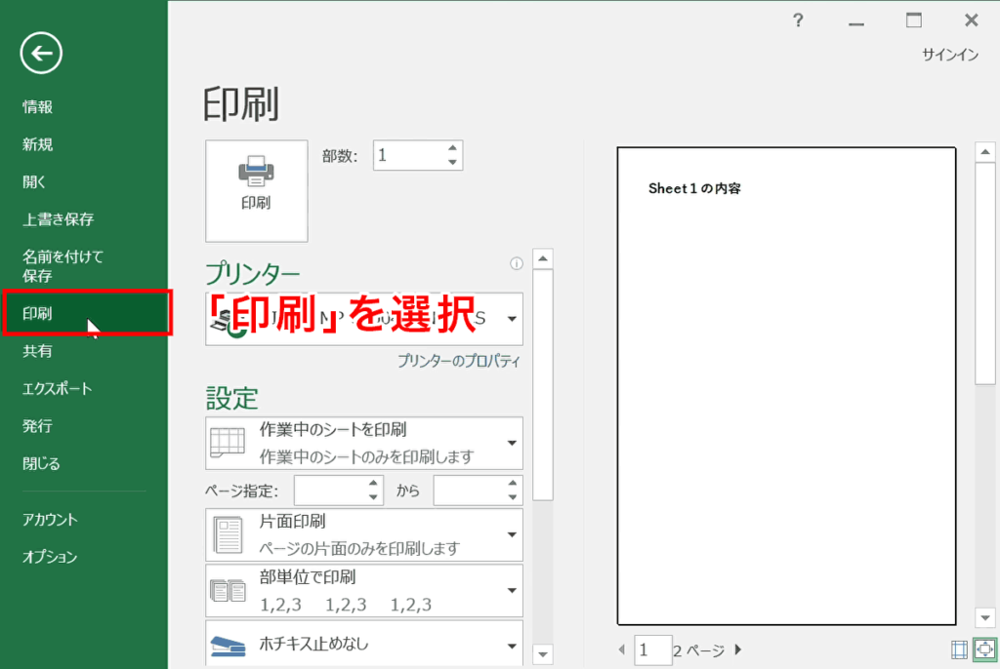 ?
サインイン
情報
新規
開く
上書き保存
名前を付けて
保存
印刷
共有
エクスポート
発行
閉じる
アカウント
オプション
印刷
印刷
部数: 1
プリンター
「印刷」を選択
プリンターのプロパティ
設定
作業中のシートを印刷
作業中のシートのみを印刷します
ページ指定: から
片面印刷
ページの片面のみを印刷します
部単位で印刷
1,2,3 1,2,3 1,2,3
ホチキス止めなし
Sheet1の内容
1 2 ページ